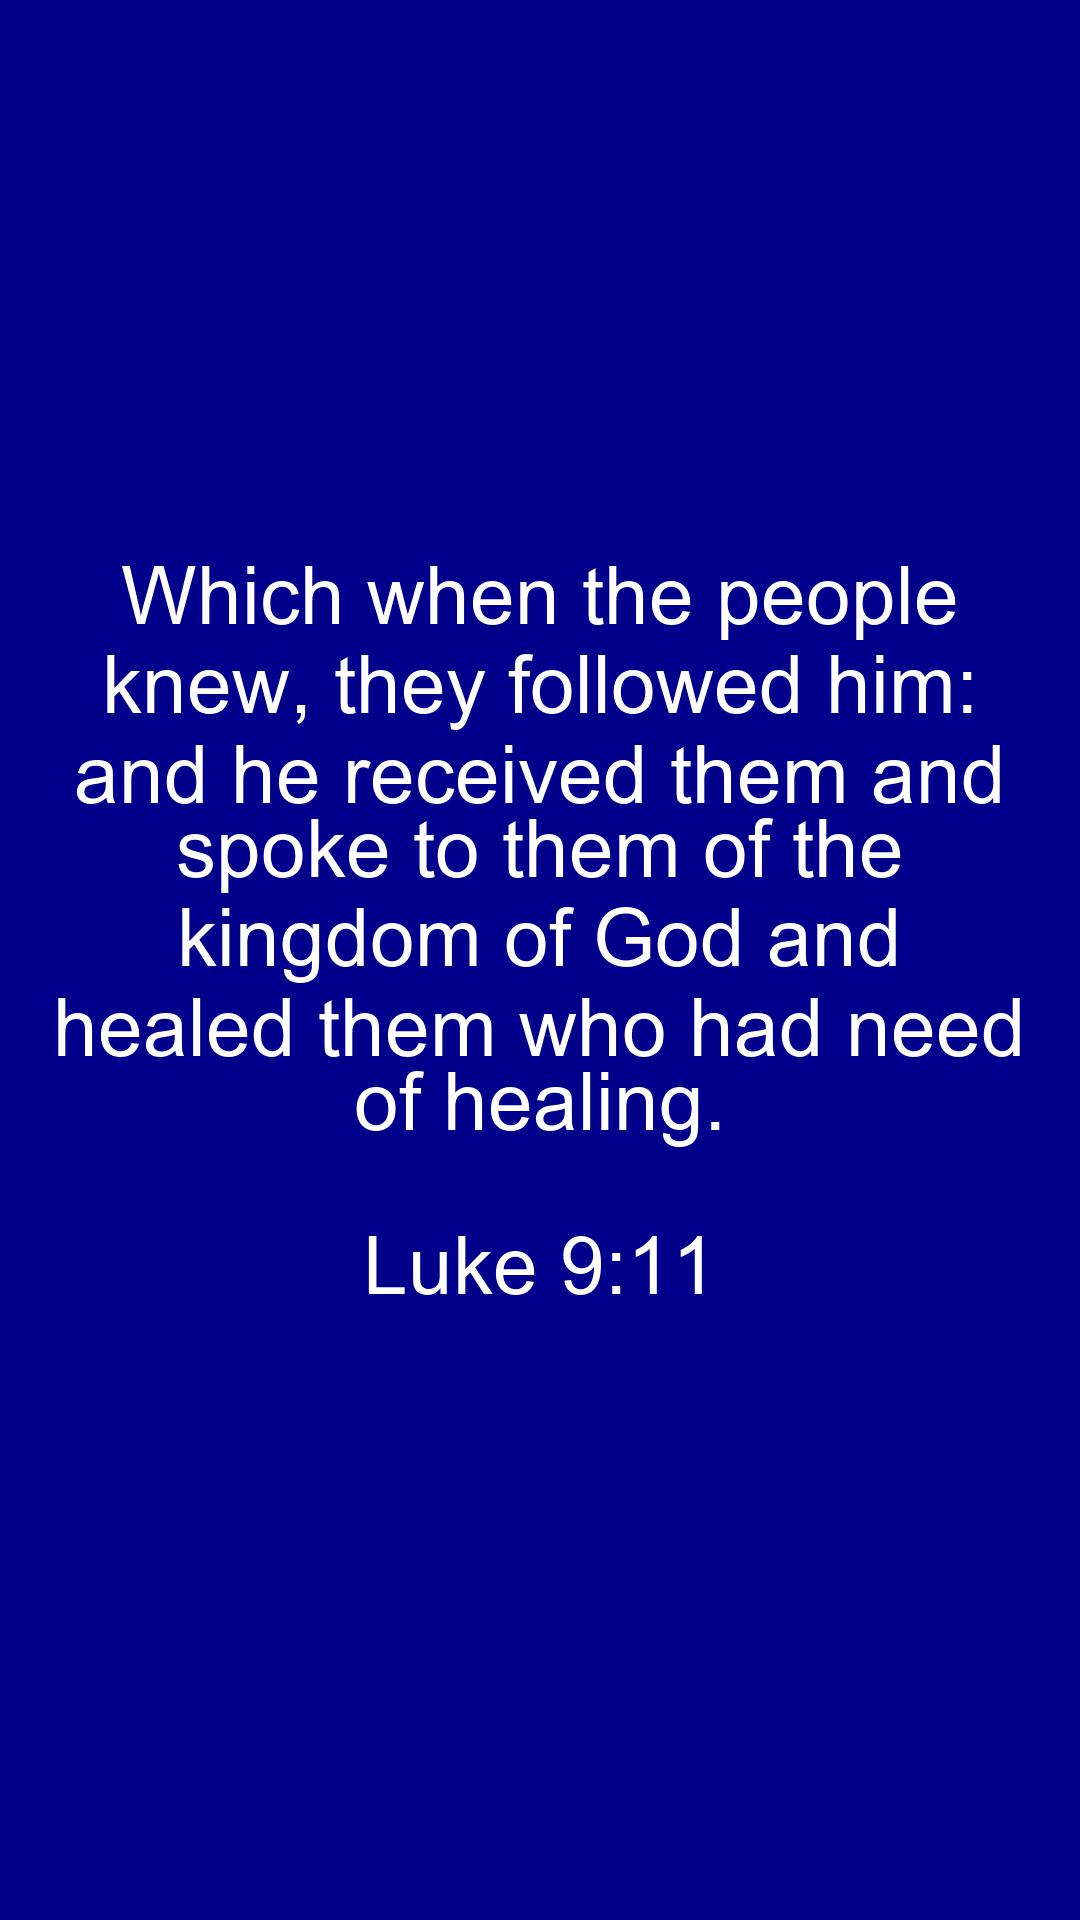 Which when the people
knew, they followed him:
and he received them and
spoke to them of the
kingdom of God and
healed them who had need
of healing.
Luke 9:11